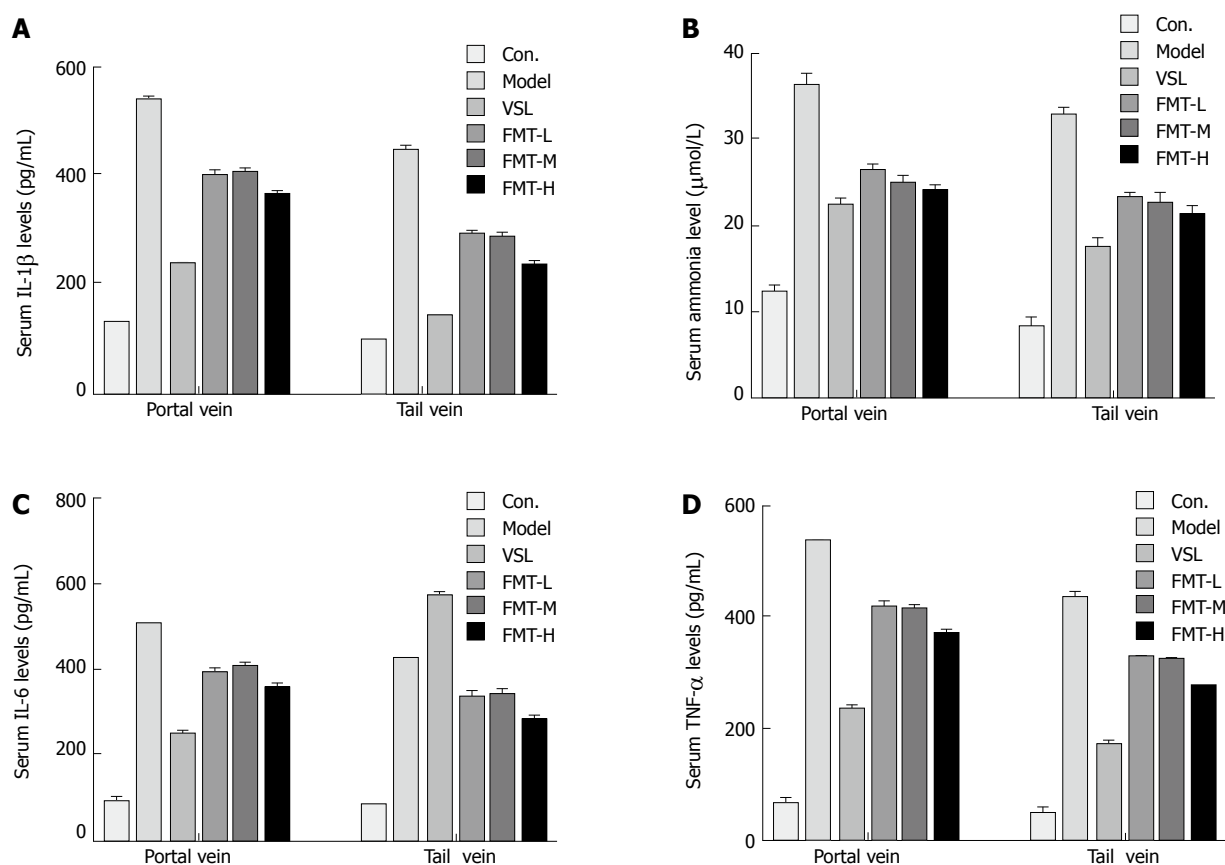 A
Serum IL-1β levels (pg/mL)
600
400
200
0
Portal vein
Tail vein
Con.
Model
VSL
FMT-L
FMT-M
FMT-H
B
Serum ammonia level (μmol/L)
40
30
20
10
0
Portal vein
Tail vein
Con.
Model
VSL
FMT-L
FMT-M
FMT-H
C
Serum IL-6 levels (pg/mL)
800
600
400
200
0
Portal vein
Tail vein
Con.
Model
VSL
FMT-L
FMT-M
FMT-H
D
Serum TNF-α levels (pg/mL)
600
400
200
0
Portal vein
Tail vein
Con.
Model
VSL
FMT-L
FMT-M
FMT-H